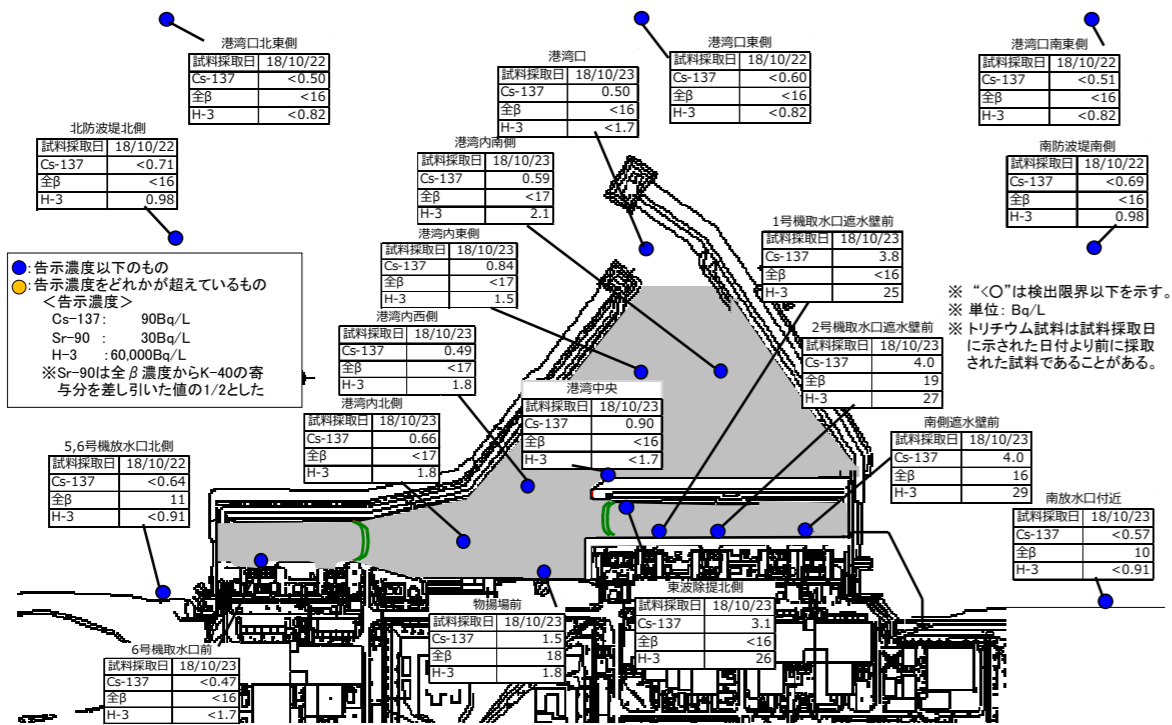 港湾口北東側
試料採取日 18/10/22
Cs-137 <0.50
全β <16
H-3 <0.82
港湾口
試料採取日 18/10/23
Cs-137 0.50
全β <16
H-3 <1.7
港湾口東側
試料採取日 18/10/22
Cs-137 <0.60
全β <16
H-3 <0.82
港湾口南東側
試料採取日 18/10/22
Cs-137 <0.51
全β <16
H-3 <0.82
北防波堤北側
試料採取日 18/10/22
Cs-137 <0.71
全β <16
H-3 0.98
港湾内南側
試料採取日 18/10/23
Cs-137 0.59
全β <17
H-3 2.1
南防波堤南側
試料採取日 18/10/22
Cs-137 <0.69
全β <16
H-3 0.98
港湾内東側
試料採取日 18/10/23
Cs-137 0.84
全β <17
H-3 1.5
1号機取水口遮水壁前
試料採取日 18/10/23
Cs-137 3.8
全β <16
H-3 25
:告示濃度以下のもの
:告示濃度をどれかが超えているもの
<告示濃度>
Cs-137: 90Bq/L
Sr-90 : 30Bq/L
H-3 :60,000Bq/L
※Sr-90は全β濃度からK-40の寄
与分を差し引いた値の1/2とした
※ “<○”は検出限界以下を示す。
※ 単位: Bq/L
※ トリチウム試料は試料採取日
に示された日付より前に採取
された試料であることがある。
港湾内西側
試料採取日 18/10/23
Cs-137 0.49
全β <17
H-3 1.8
2号機取水口遮水壁前
試料採取日 18/10/23
Cs-137 4.0
全β 19
H-3 27
港湾中央
試料採取日 18/10/23
Cs-137 0.90
全β <16
H-3 <1.7
港湾内北側
試料採取日 18/10/23
Cs-137 0.66
全β <17
H-3 1.8
南側遮水壁前
試料採取日 18/10/23
Cs-137 4.0
全β 16
H-3 29
5,6号機放水口北側
試料採取日 18/10/22
Cs-137 <0.64
全β 11
H-3 <0.91
南放水口付近
試料採取日 18/10/23
Cs-137 <0.57
全β 10
H-3 <0.91
東波除堤北側
試料採取日 18/10/23
Cs-137 3.1
全β <16
H-3 26
物揚場前
試料採取日 18/10/23
Cs-137 1.5
全β 18
H-3 1.8
6号機取水口前
試料採取日 18/10/23
Cs-137 <0.47
全β <16
H-3 <1.7